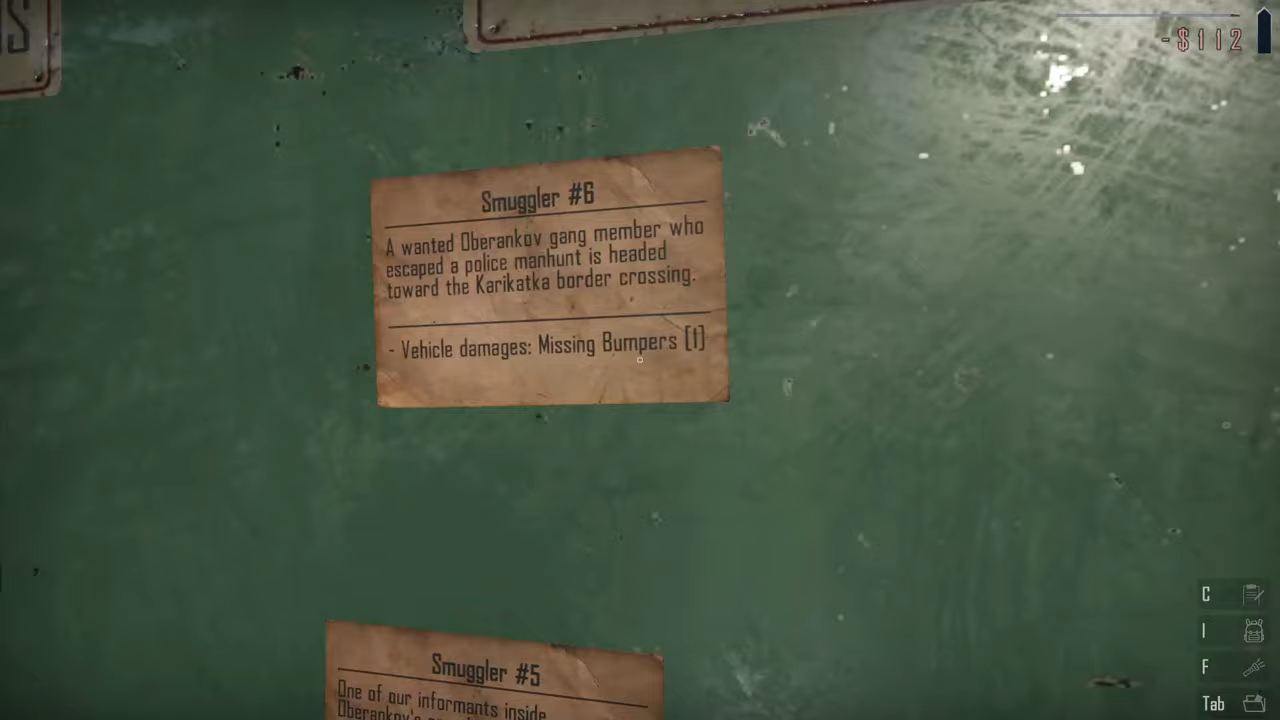 -$112
Smuggler #6
A wanted Oberankov gang member who
escaped a police manhunt is headed
toward the Karikatka border crossing.
- Vehicle damages: Missing Bumpers [1]
Smuggler #5
One of our informants inside
C
I
F
Tab